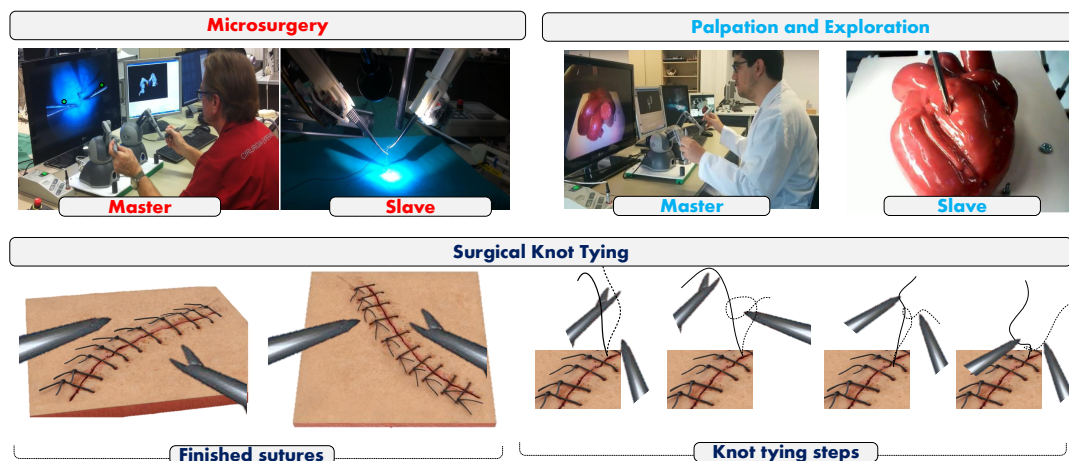 Microsurgery
Palpation and Exploration
Master
Slave
Master
Slave
Surgical Knot Tying
Finished sutures
Knot tying steps